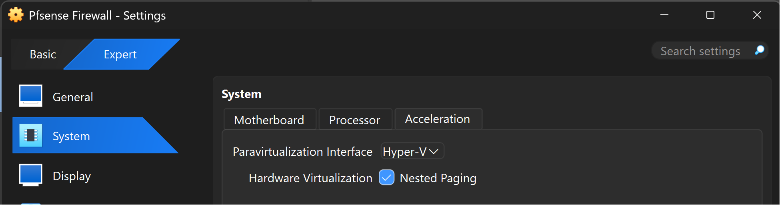 Pfsense Firewall - Settings
Basic Expert Search settings
General
System
Display
System
Motherboard Processor Acceleration
Paravirtualization Interface Hyper-V
Hardware Virtualization Nested Paging